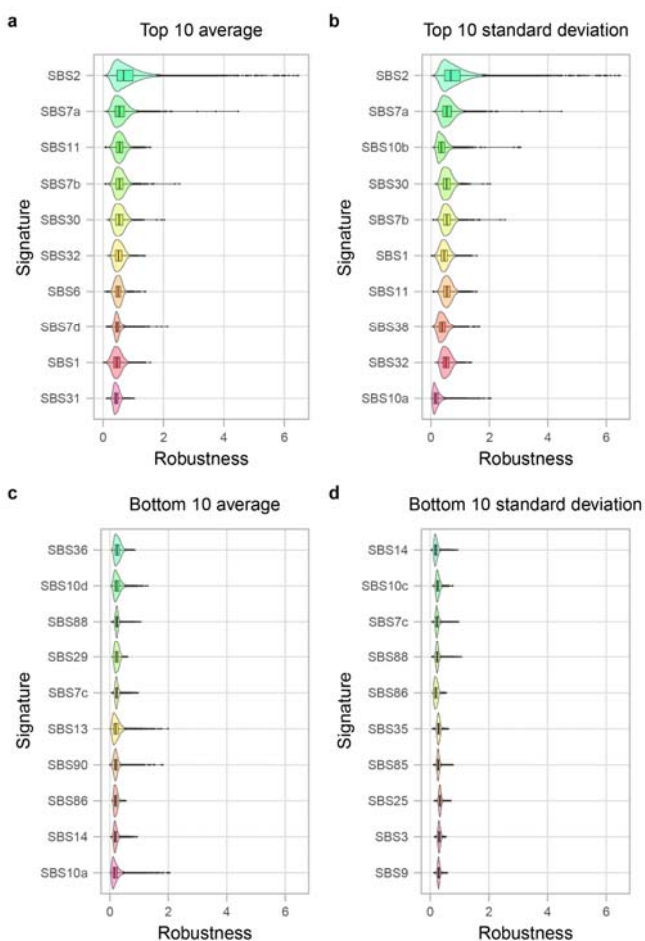 a
Top 10 average
Signature
SBS2
SBS7a
SBS11
SBS7b
SBS30
SBS32
SBS6
SBS7d
SBS1
SBS31
0 2 4 6
Robustness
b
Top 10 standard deviation
Signature
SBS2
SBS7a
SBS10b
SBS30
SBS7b
SBS1
SBS11
SBS38
SBS32
SBS10a
0 2 4 6
Robustness
c
Bottom 10 average
Signature
SBS36
SBS10d
SBS88
SBS29
SBS7c
SBS13
SBS90
SBS86
SBS14
SBS10a
0 2 4 6
Robustness
d
Bottom 10 standard deviation
Signature
SBS14
SBS10c
SBS7c
SBS88
SBS86
SBS35
SBS85
SBS25
SBS3
SBS9
0 2 4 6
Robustness